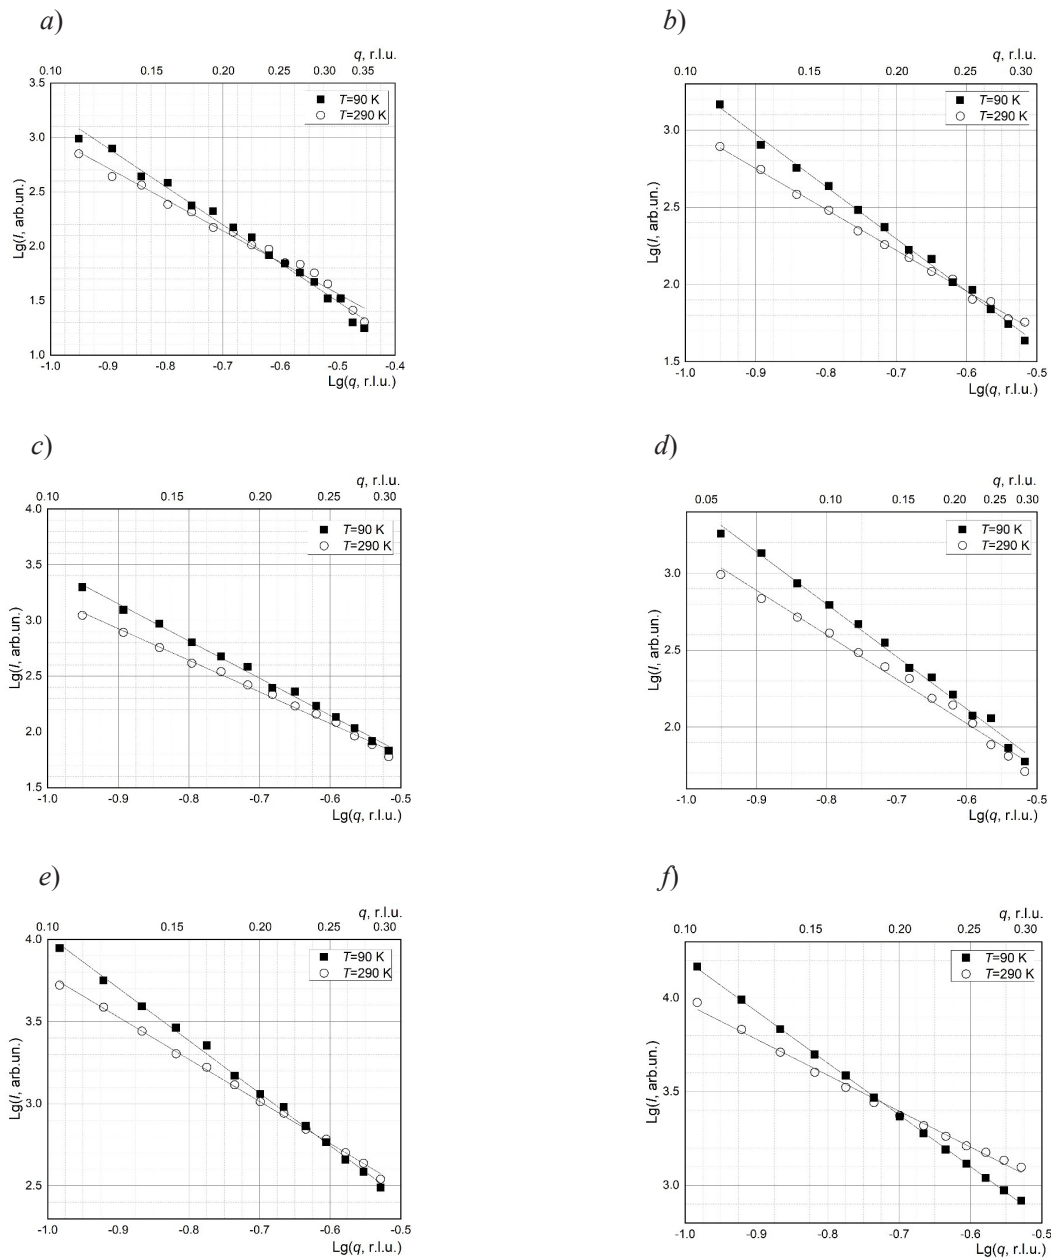 a)
q, r.l.u.
0.10 0.15 0.20 0.25 0.30 0.35
3.5
3.0
2.5
2.0
1.5
1.0
Lg(I, arb.un.)
T=90 K
T=290 K
-1.0 -0.9 -0.8 -0.7 -0.6 -0.5 -0.4
Lg(q, r.l.u.)
b)
q, r.l.u.
0.10 0.15 0.20 0.25 0.30
3.0
2.5
2.0
1.5
Lg(I, arb.un.)
T=90 K
T=290 K
-1.0 -0.9 -0.8 -0.7 -0.6 -0.5
Lg(q, r.l.u.)
c)
q, r.l.u.
0.10 0.15 0.20 0.25 0.30
4.0
3.5
3.0
2.5
2.0
1.5
Lg(I, arb.un.)
T=90 K
T=290 K
-1.0 -0.9 -0.8 -0.7 -0.6 -0.5
Lg(q, r.l.u.)
d)
q, r.l.u.
0.05 0.10 0.15 0.20 0.25 0.30
3.0
2.5
2.0
Lg(I, arb.un.)
T=90 K
T=290 K
-1.0 -0.9 -0.8 -0.7 -0.6 -0.5
Lg(q, r.l.u.)
e)
q, r.l.u.
0.10 0.15 0.20 0.25 0.30
4.0
3.5
3.0
2.5
Lg(I, arb.un.)
T=90 K
T=290 K
-1.0 -0.9 -0.8 -0.7 -0.6 -0.5
Lg(q, r.l.u.)
f)
q, r.l.u.
0.10 0.15 0.20 0.25 0.30
4.0
3.5
3.0
Lg(I, arb.un.)
T=90 K
T=290 K
-1.0 -0.9 -0.8 -0.7 -0.6 -0.5
Lg(q, r.l.u.)